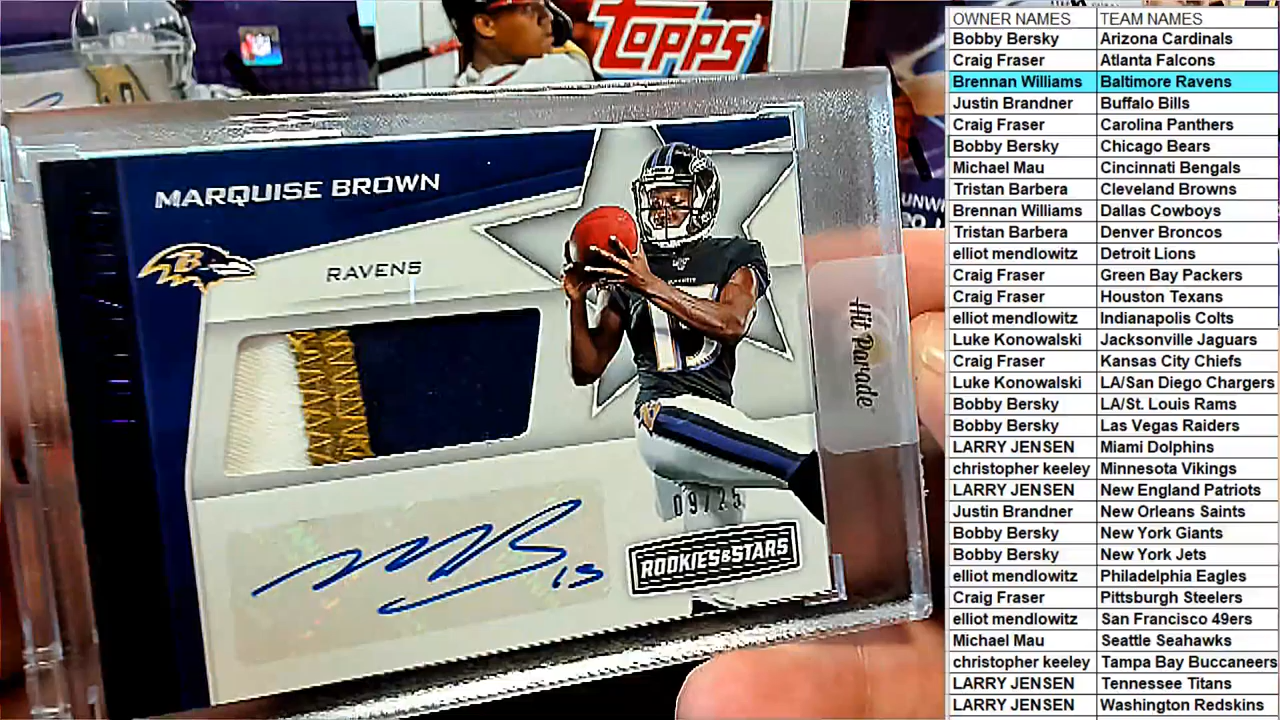 TOPPS
MARQUISE BROWN
RAVENS
Hit Parade
09/25
15
ROOKIES&STARS
OWNER NAMES TEAM NAMES
Bobby Bersky Arizona Cardinals
Craig Fraser Atlanta Falcons
Brennan Williams Baltimore Ravens
Justin Brandner Buffalo Bills
Craig Fraser Carolina Panthers
Bobby Bersky Chicago Bears
Michael Mau Cincinnati Bengals
Tristan Barbera Cleveland Browns
Brennan Williams Dallas Cowboys
Tristan Barbera Denver Broncos
elliot mendlowitz Detroit Lions
Craig Fraser Gren Bay Packers
Craig Fraser Houston Texans
elliot mendlowitz Indianapolis Colts
Luke Konowalski Jacksonville Jaguars
Craig Fraser Kansas City Chiefs
Luke Konowalski LA/San Diego Chargers
Bobby Bersky LA/St. Louis Rams
Bobby Bersky Las Vegas Raiders
LARRY JENSEN Miami Dolphins
christopher keeley Minnesota Vikings
LARRY JENSEN New England Patriots
Justin Brandner New Orleans Saints
Bobby Bersky New York Giants
Bobby Bersky New York Jets
elliot mendlowitz Philadelphia Eagles
Craig Fraser Pittsburgh Steelers
elliot mendlowitz San Francisco 49ers
Michael Mau Seattle Seahawks
christopher keeley Tampa Bay Buccaneers
LARRY JENSEN Tennessee Titans
LARRY JENSEN Washington Redskins